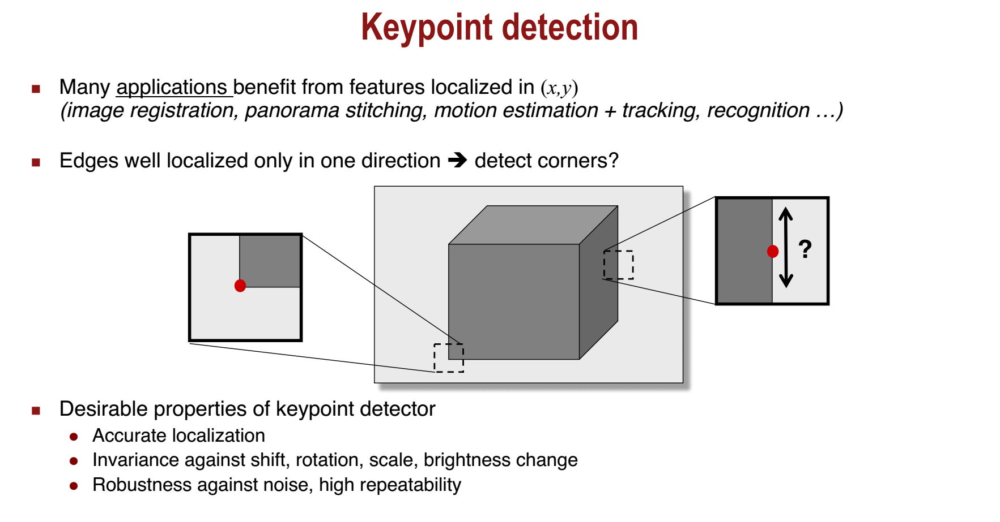 Keypoint detection
Many applications benefit from features localized in (x,y)
(image registration, panorama stitching, motion estimation + tracking, recognition …)
Edges well localized only in one direction ➔ detect corners?
?
Desirable properties of keypoint detector
Accurate localization
Invariance against shift, rotation, scale, brightness change
Robustness against noise, high repeatability